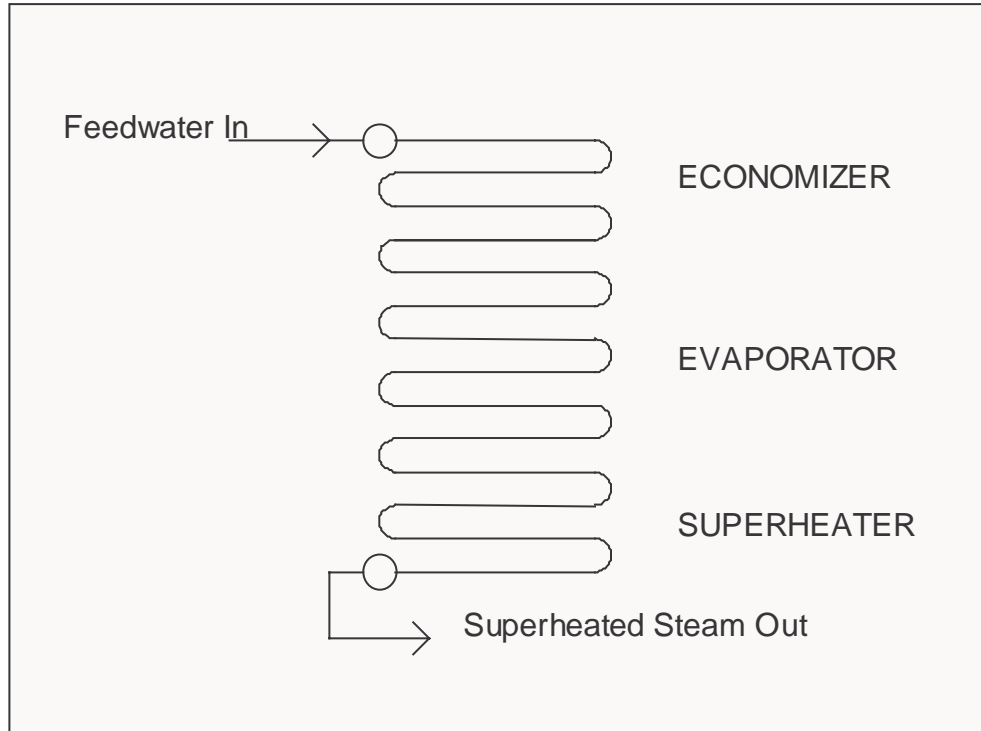 Feedwater In
ECONOMIZER
EVAPORATOR
SUPERHEATER
Superheated Steam Out